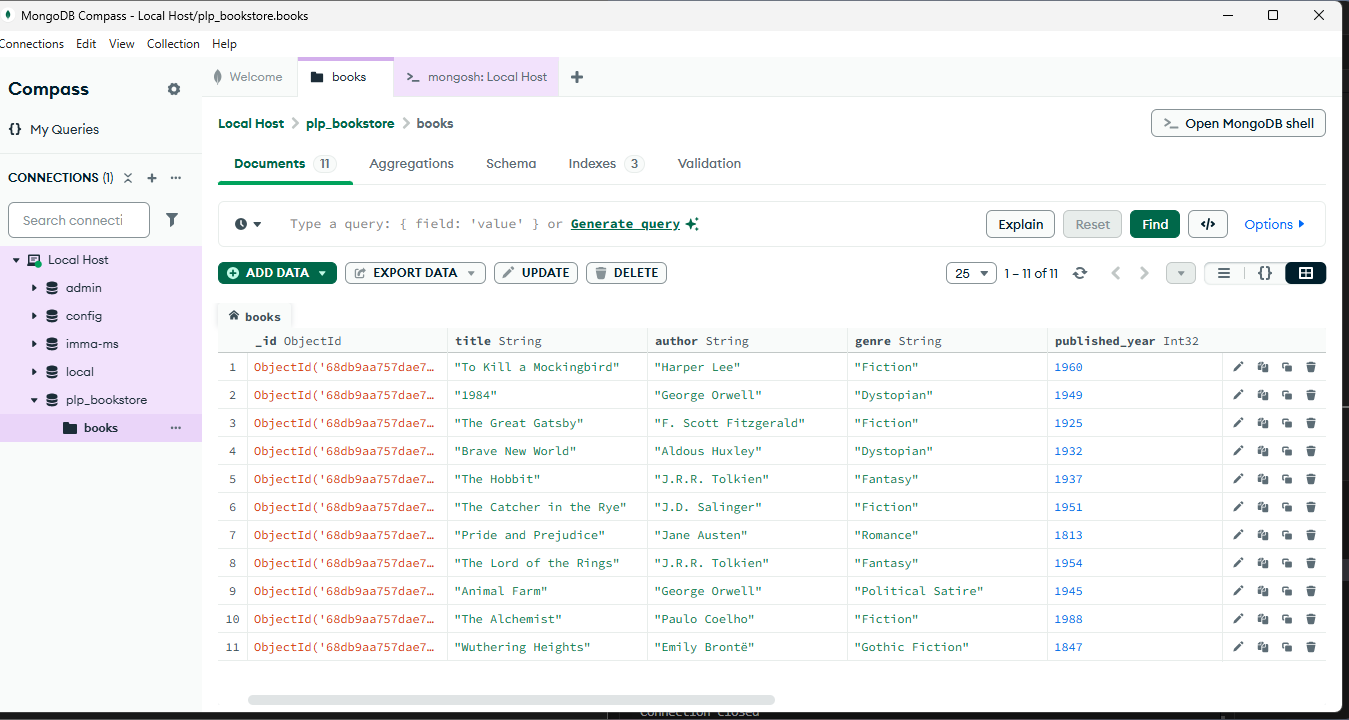 MongoDB Compass - Local Host/plp_bookstore.books
Connections Edit View Collection Help
Compass
{} My Queries
CONNECTIONS (1)
Search connecti
Local Host
admin
config
imma-ms
local
plp_bookstore
books
Welcome books >_ mongosh: Local Host
Local Host > plp_bookstore > books
>_ Open MongoDB shell
Documents 11 Aggregations Schema Indexes 3 Validation
Type a query: { field: 'value' } or Generate query
Explain Reset Find </> Options
ADD DATA EXPORT DATA UPDATE DELETE
25 1 – 11 of 11 {}
books
_id ObjectId title String author String genre String published_year Int32
1 ObjectId('68db9aa757dae7… "To Kill a Mockingbird" "Harper Lee" "Fiction" 1960
2 ObjectId('68db9aa757dae7… "1984" "George Orwell" "Dystopian" 1949
3 ObjectId('68db9aa757dae7… "The Great Gatsby" "F. Scott Fitzgerald" "Fiction" 1925
4 ObjectId('68db9aa757dae7… "Brave New World" "Aldous Huxley" "Dystopian" 1932
5 ObjectId('68db9aa757dae7… "The Hobbit" "J.R.R. Tolkien" "Fantasy" 1937
6 ObjectId('68db9aa757dae7… "The Catcher in the Rye" "J.D. Salinger" "Fiction" 1951
7 ObjectId('68db9aa757dae7… "Pride and Prejudice" "Jane Austen" "Romance" 1813
8 ObjectId('68db9aa757dae7… "The Lord of the Rings" "J.R.R. Tolkien" "Fantasy" 1954
9 ObjectId('68db9aa757dae7… "Animal Farm" "George Orwell" "Political Satire" 1945
10 ObjectId('68db9aa757dae7… "The Alchemist" "Paulo Coelho" "Fiction" 1988
11 ObjectId('68db9aa757dae7… "Wuthering Heights" "Emily Brontë" "Gothic Fiction" 1847
Connection closed